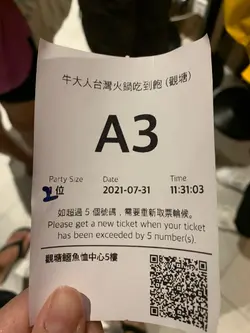 牛大人台灣火鍋吃到飽 (觀塘)
A3
Party Size Date Time
2位 2021-07-31 11:31:03
如超過 5 個號碼，需要重新取票輪候。
Please get a new ticket when your ticket
has been exceeded by 5 number(s).
觀塘鱷魚恤中心5樓